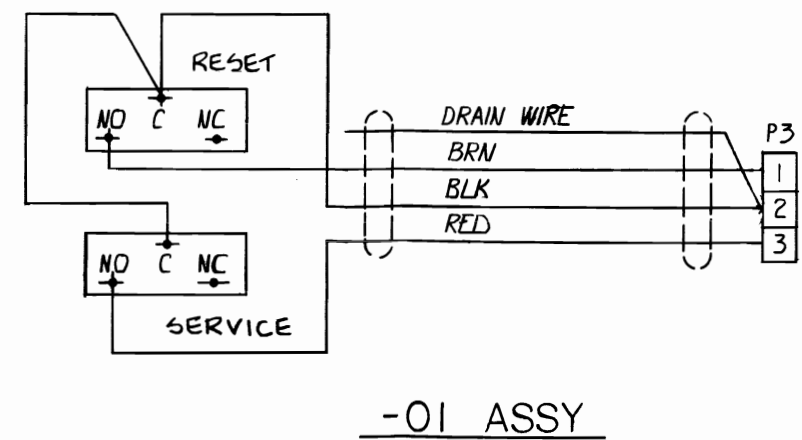 RESET
NO C NC
DRAIN WIRE
BRN
BLK
RED
P3
1
2
3
NO C NC
SERVICE
-01 ASSY